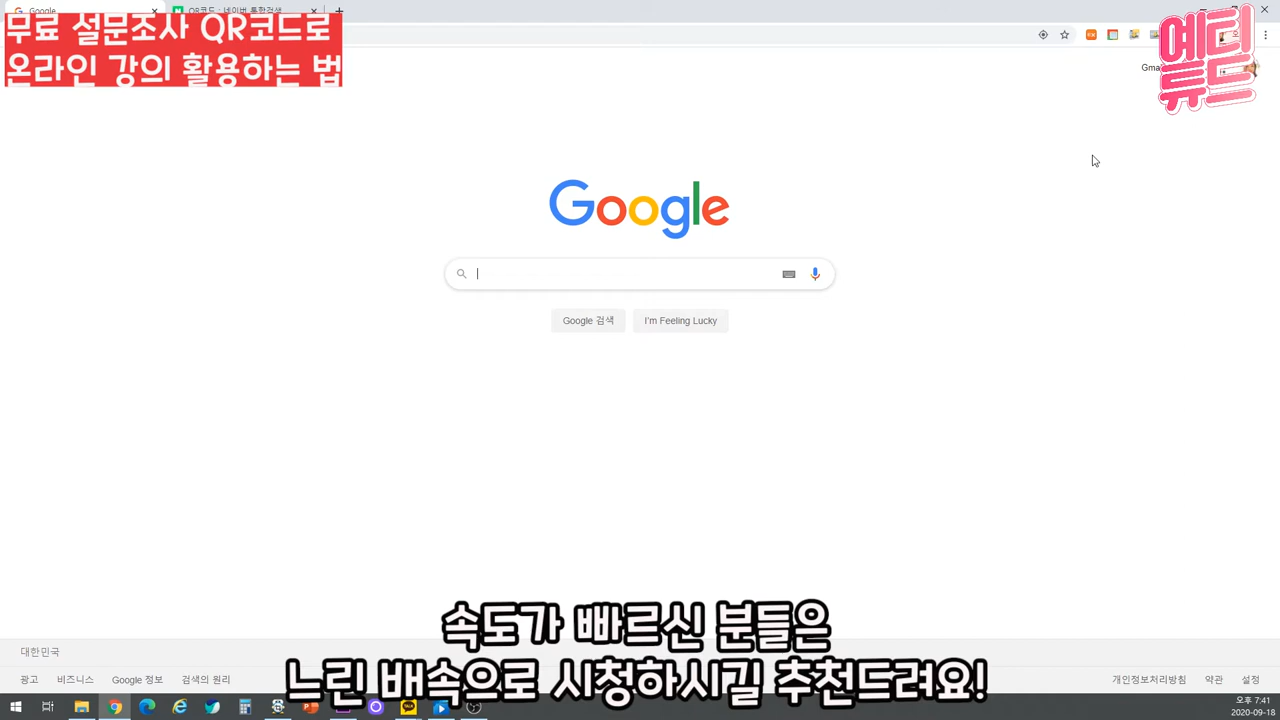 Google
QR코드 : 네이버 통합검색
무료 설문조사 QR코드로
온라인 강의 활용하는 법
예티
튜드
Google
Google 검색
I'm Feeling Lucky
속도가 빠르신 분들은
느린 배속으로 시청하시길 추천드려요!
대한민국
광고
비즈니스
Google 정보
검색의 원리
개인정보처리방침
약관
설정
오후 7:41
2020-09-18